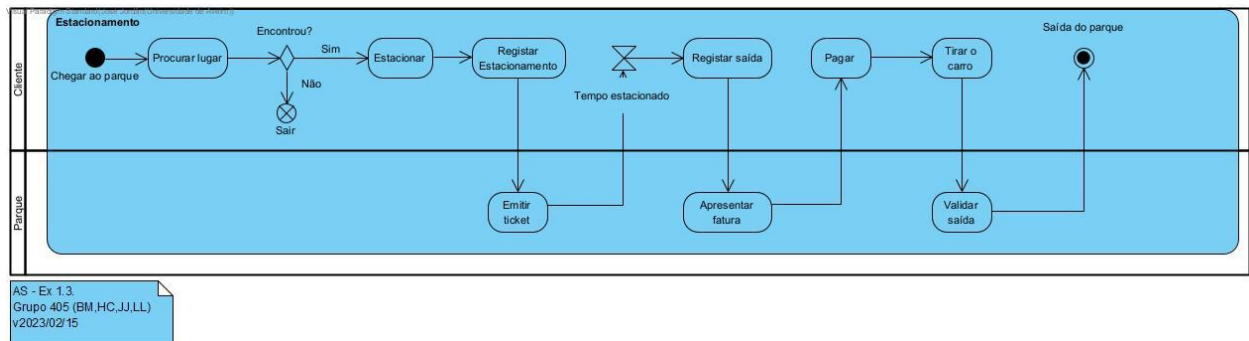 Estacionamento
Cliente
Chegar ao parque
Procurar lugar
Encontrou?
Sim
Não
Sair
Estacionar
Registar
Estacionamento
Tempo estacionado
Registar saída
Pagar
Tirar o
carro
Saída do parque
Parque
Emitir
ticket
Apresentar
fatura
Validar
saída
AS - Ex 1.3.
Grupo 405 (BM,HC,JJ,LL)
v2023/02/15